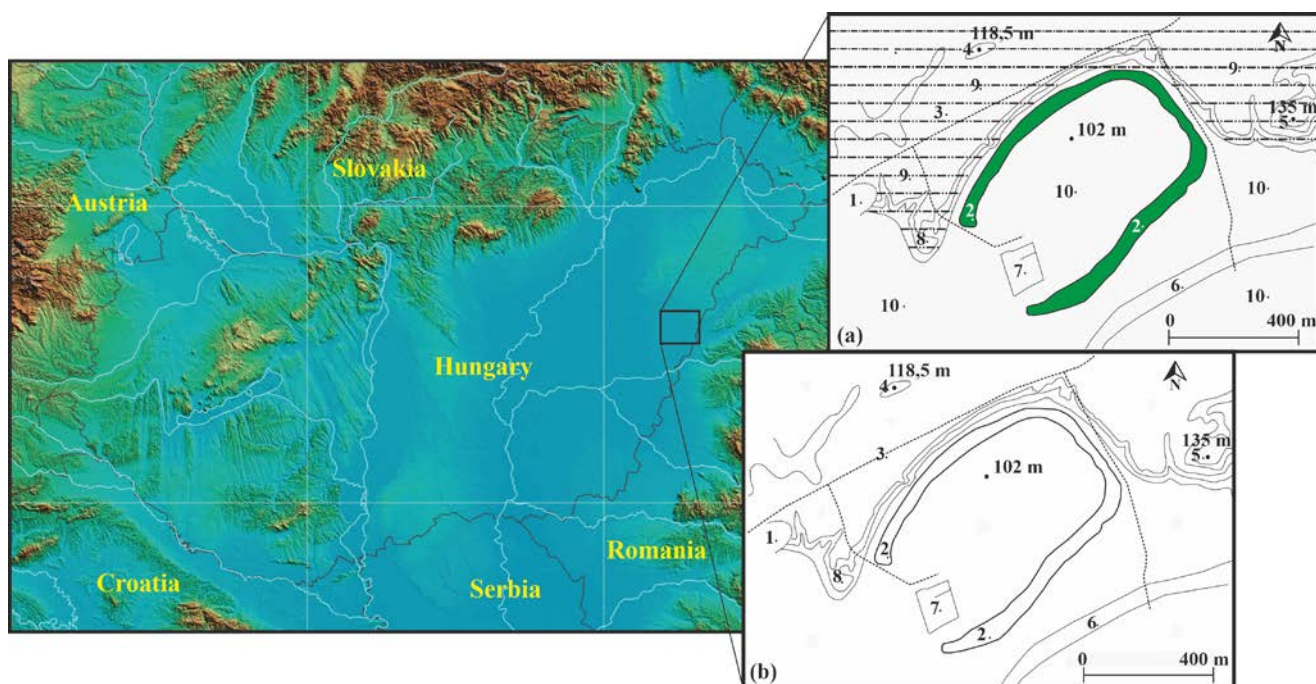 Slovakia
Austria
Hungary
Romania
Croatia
Serbia
118,5 m
4.
N
9.
9.
135 m
5.
3.
102 m
9.
10.
10.
1.
2.
2.
8.
7.
6.
10.
10.
0 400 m
(a)
118,5 m
4.
N
135 m
5.
3.
102 m
1.
2.
8.
7.
6.
2.
0 400 m
(b)